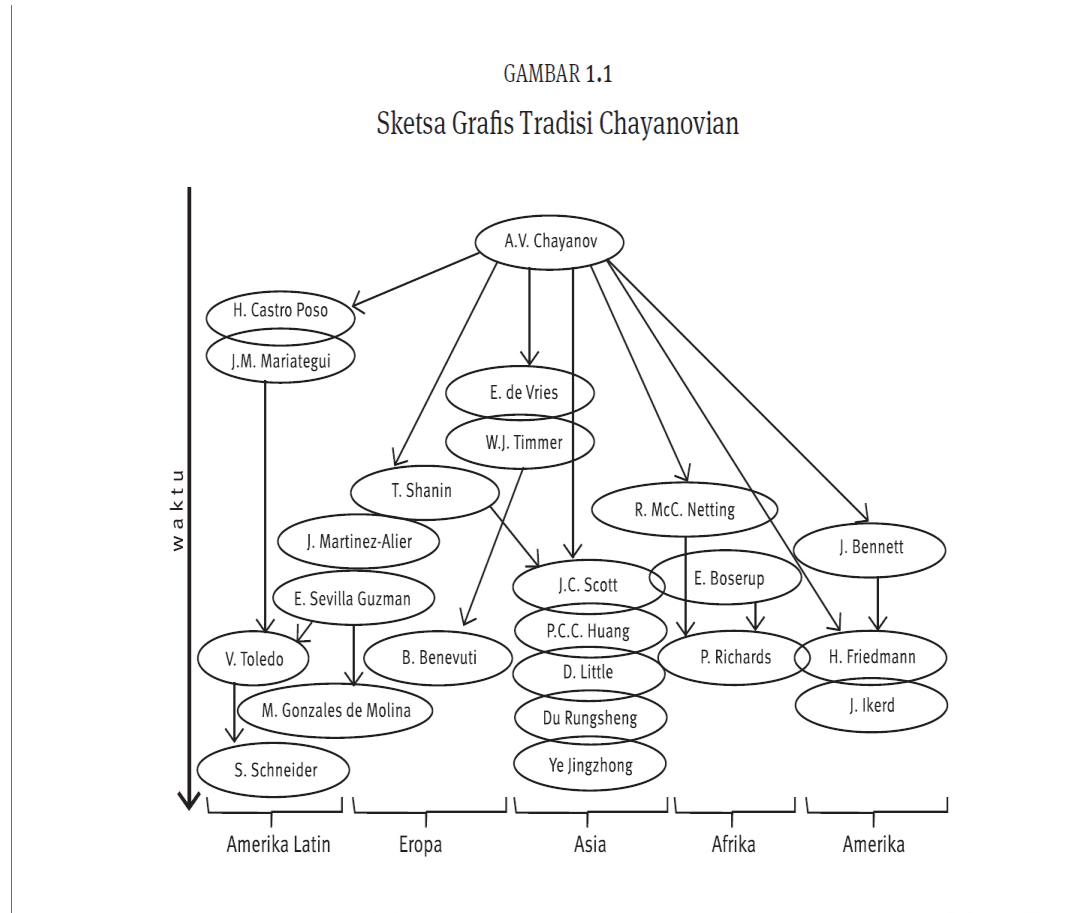 GAMBAR 1.1
Sketsa Grafis Tradisi Chayanovian
A.V. Chayanov
H. Castro Poso
J.M. Mariategui
E. de Vries
W.J. Timmer
T. Shanin
R. McC. Netting
J. Martinez-Alier
J. Bennett
E. Boserup
J.C. Scott
E. Sevilla Guzman
P.C.C. Huang
V. Toledo
B. Benevuti
P. Richards
H. Friedmann
D. Little
M. Gonzales de Molina
J. Ikerd
Du Rungsheng
S. Schneider
Ye Jingzhong
waktu
Amerika Latin
Eropa
Asia
Afrika
Amerika